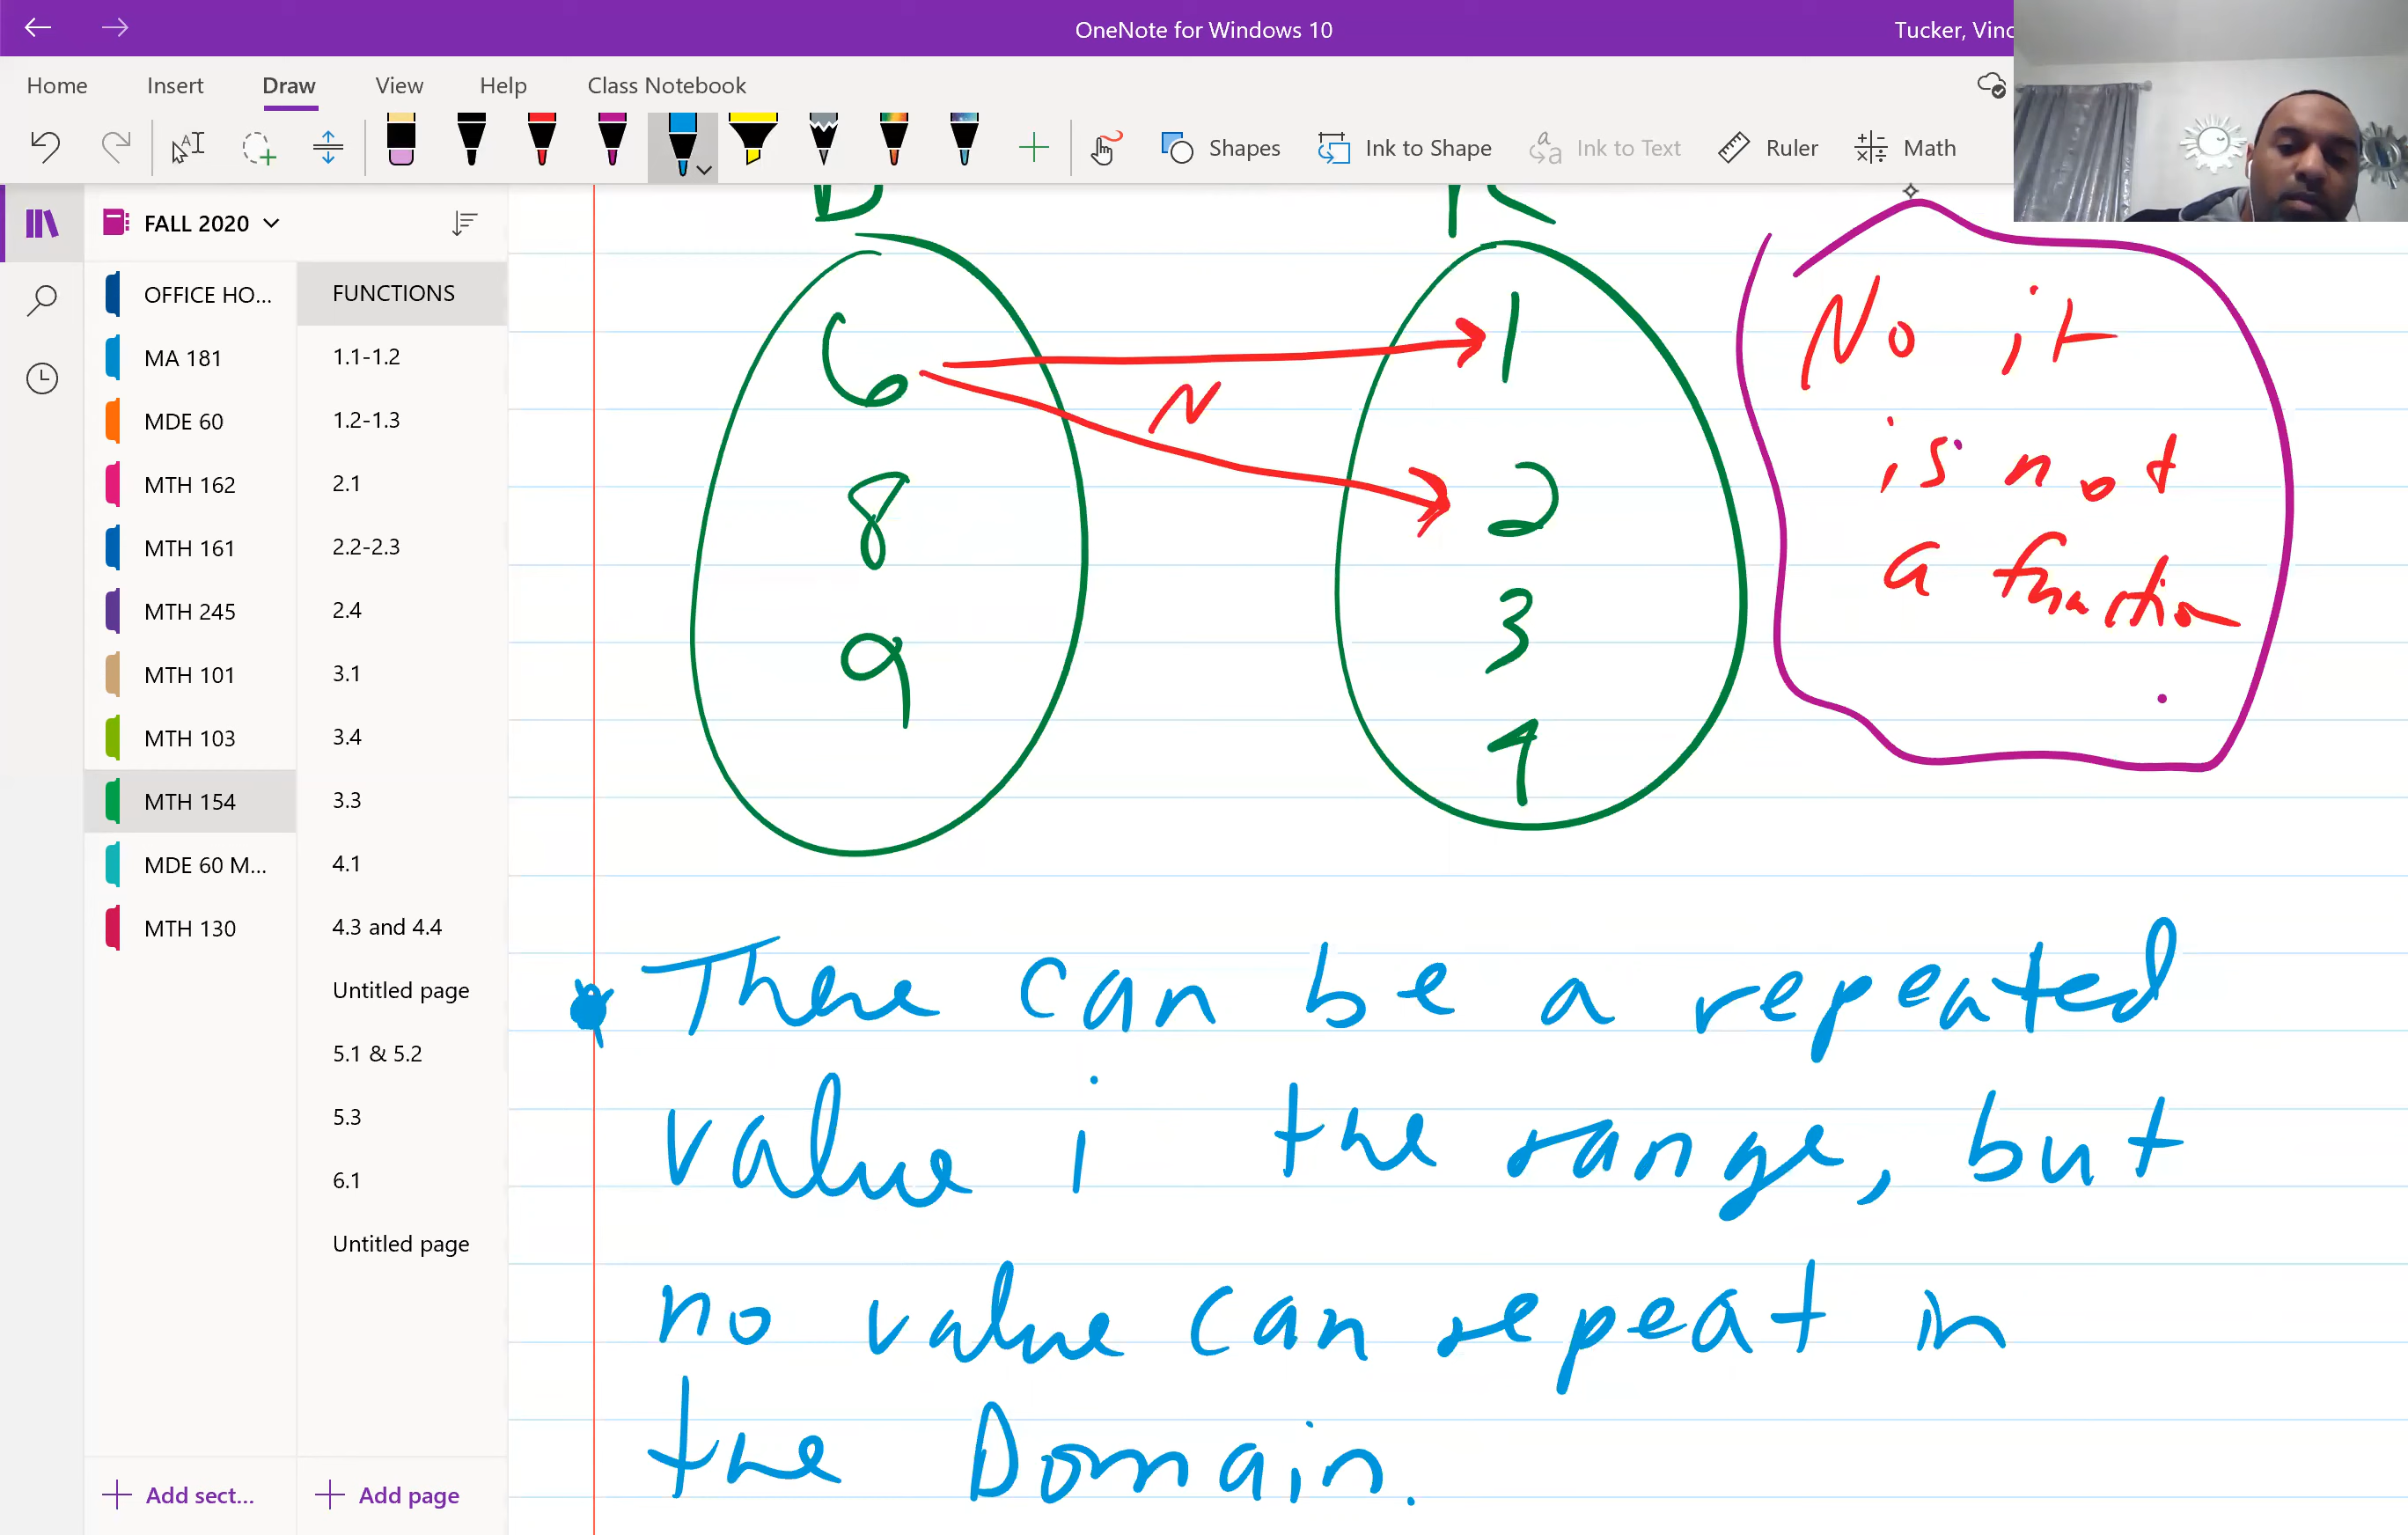 OneNote for Windows 10
Tucker, Vinc
Home Insert Draw View Help Class Notebook
Shapes Ink to Shape Ink to Text Ruler Math
FALL 2020
OFFICE HO...
MA 181
MDE 60
MTH 162
MTH 161
MTH 245
MTH 101
MTH 103
MTH 154
MDE 60 M...
MTH 130
Add sect...
FUNCTIONS
1.1-1.2
1.2-1.3
2.1
2.2-2.3
2.4
3.1
3.4
3.3
4.1
4.3 and 4.4
Untitled page
5.1 & 5.2
5.3
6.1
Untitled page
Add page
D R
6
8
9
N
1
2
3
4
No it
is not
a function
There can be a repeated
value i the range, but
no value can repeat in
the Domain.